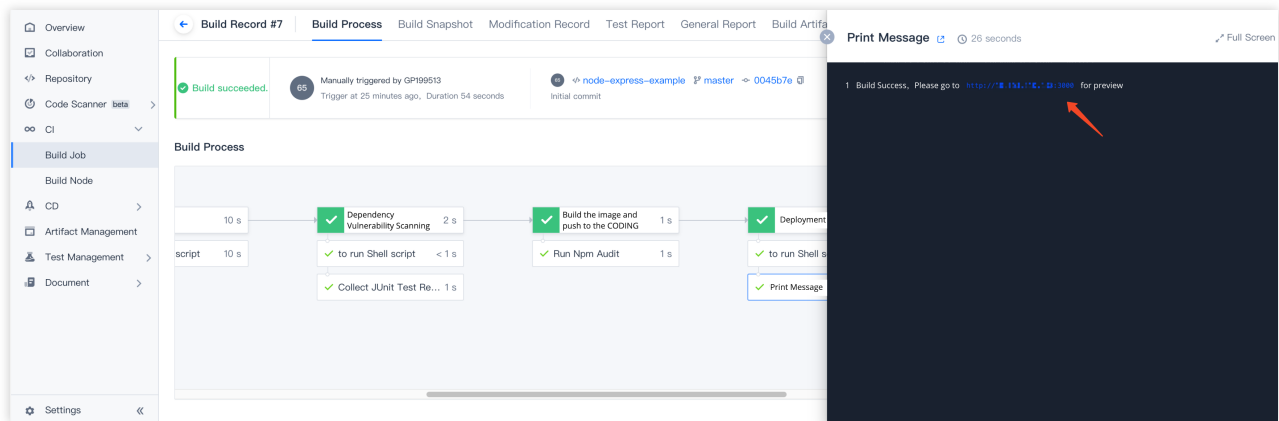 Overview
Collaboration
Repository
Code Scanner beta
CI
Build Job
Build Node
CD
Artifact Management
Test Management
Document
Settings
Build Record #7
Build Process
Build Snapshot
Modification Record
Test Report
General Report
Build Artifa
Build succeeded.
65
Manually triggered by GP199513
Trigger at 25 minutes ago, Duration 54 seconds
65 node-express-example master 0045b7e
Initial commit
Build Process
10 s
script 10 s
Dependency
Vulnerability Scanning 2 s
to run Shell script < 1 s
Collect JUnit Test Re... 1 s
Build the image and
push to the CODING 1 s
Run Npm Audit 1 s
Deployment
to run Shell s
Print Message
Print Message 26 seconds
Full Screen
1 Build Success, Please go to for preview